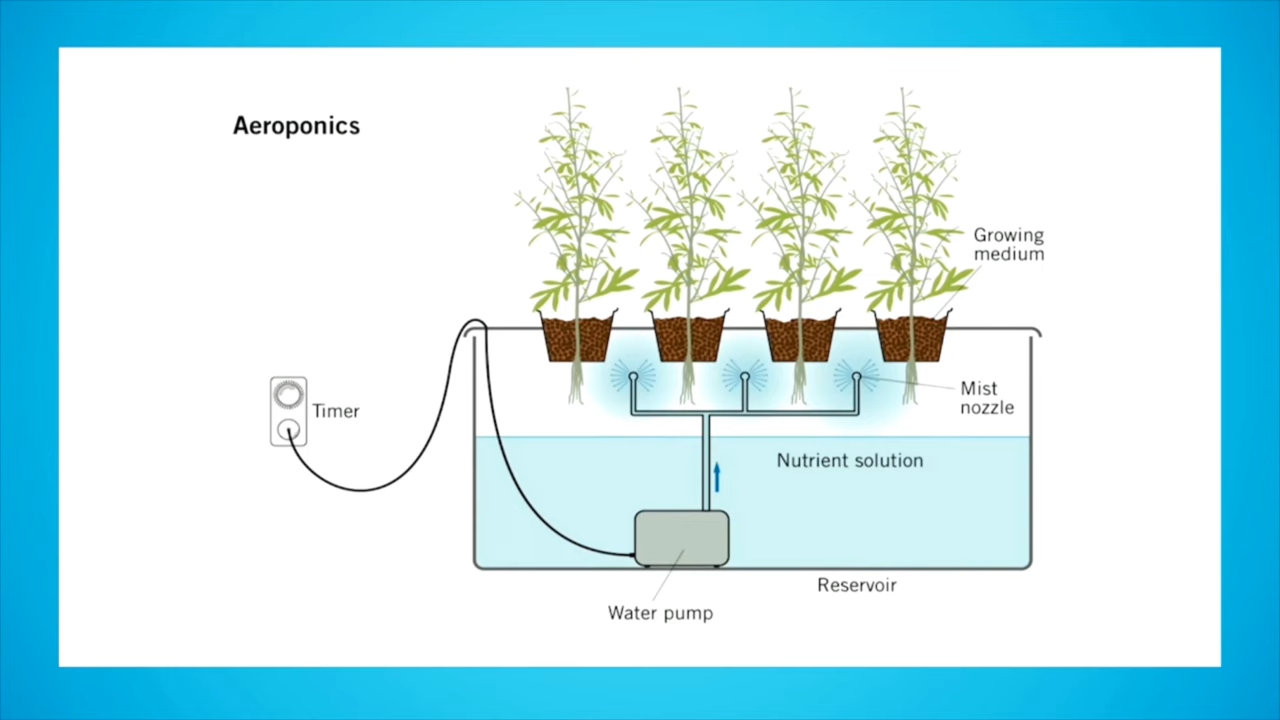 Aeroponics
Growing
medium
Timer
Mist
nozzle
Nutrient solution
Reservoir
Water pump